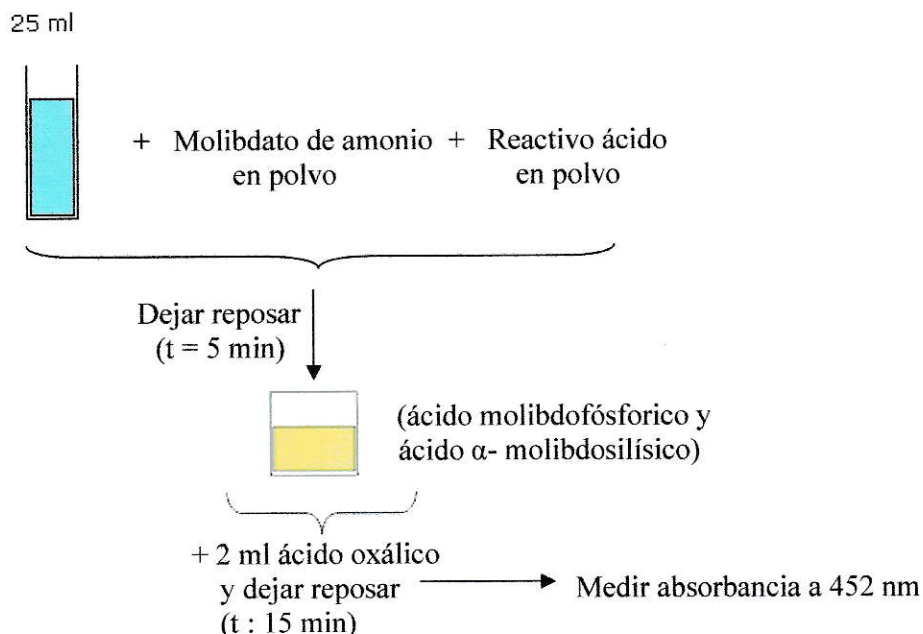 25 ml
+ Molibdato de amonio + Reactivo ácido
en polvo en polvo
Dejar reposar
(t = 5 min)
(ácido molibdofósforico y
ácido α- molibdosilísico)
+ 2 ml ácido oxálico
y dejar reposar
(t : 15 min)
Medir absorbancia a 452 nm